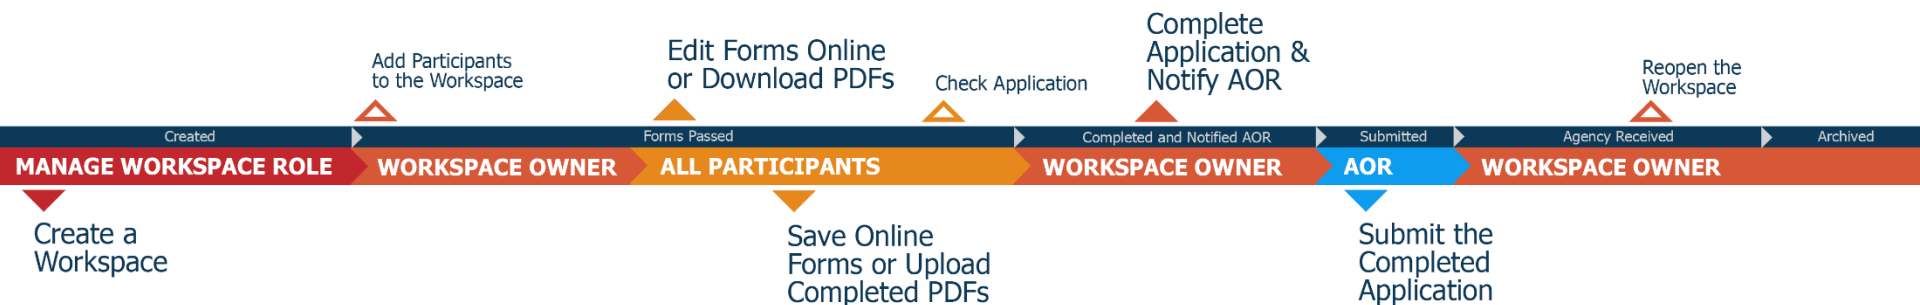 Complete
Application &
Notify AOR
Edit Forms Online
or Download PDFs
Add Participants
to the Workspace
Check Application
Reopen the
Workspace
Created
Forms Passed
Completed and Notified AOR
Submitted
Agency Received
Archived
MANAGE WORKSPACE ROLE
WORKSPACE OWNER
ALL PARTICIPANTS
WORKSPACE OWNER
AOR
WORKSPACE OWNER
Create a
Workspace
Save Online
Forms or Upload
Completed PDFs
Submit the
Completed
Application